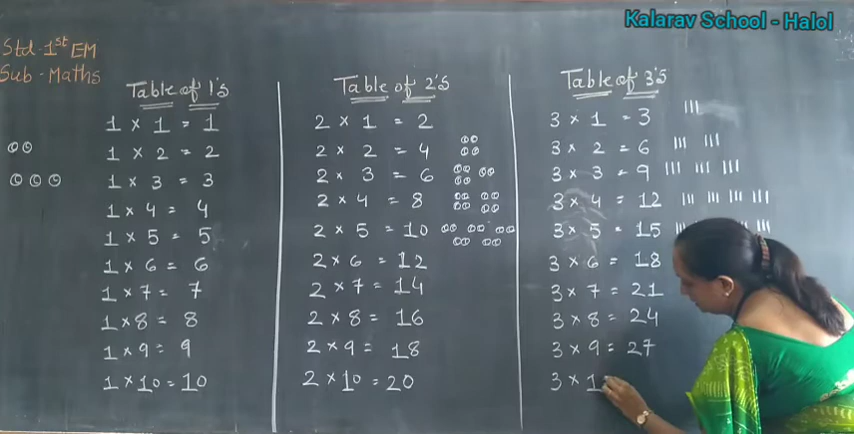 Kalarav School - Halol
Std-1st EM
Sub-Maths
Table of 1's
1 x 1 = 1
1 x 2 = 2
1 x 3 = 3
1 x 4 = 4
1 x 5 = 5
1 x 6 = 6
1 x 7 = 7
1 x 8 = 8
1 x 9 = 9
1 x 10 = 10
Table of 2's
2 x 1 = 2
2 x 2 = 4
2 x 3 = 6
2 x 4 = 8
2 x 5 = 10
2 x 6 = 12
2 x 7 = 14
2 x 8 = 16
2 x 9 = 18
2 x 10 = 20
Table of 3's
3 x 1 = 3
3 x 2 = 6
3 x 3 = 9
3 x 4 = 12
3 x 5 = 15
3 x 6 = 18
3 x 7 = 21
3 x 8 = 24
3 x 9 = 27
3 x 1